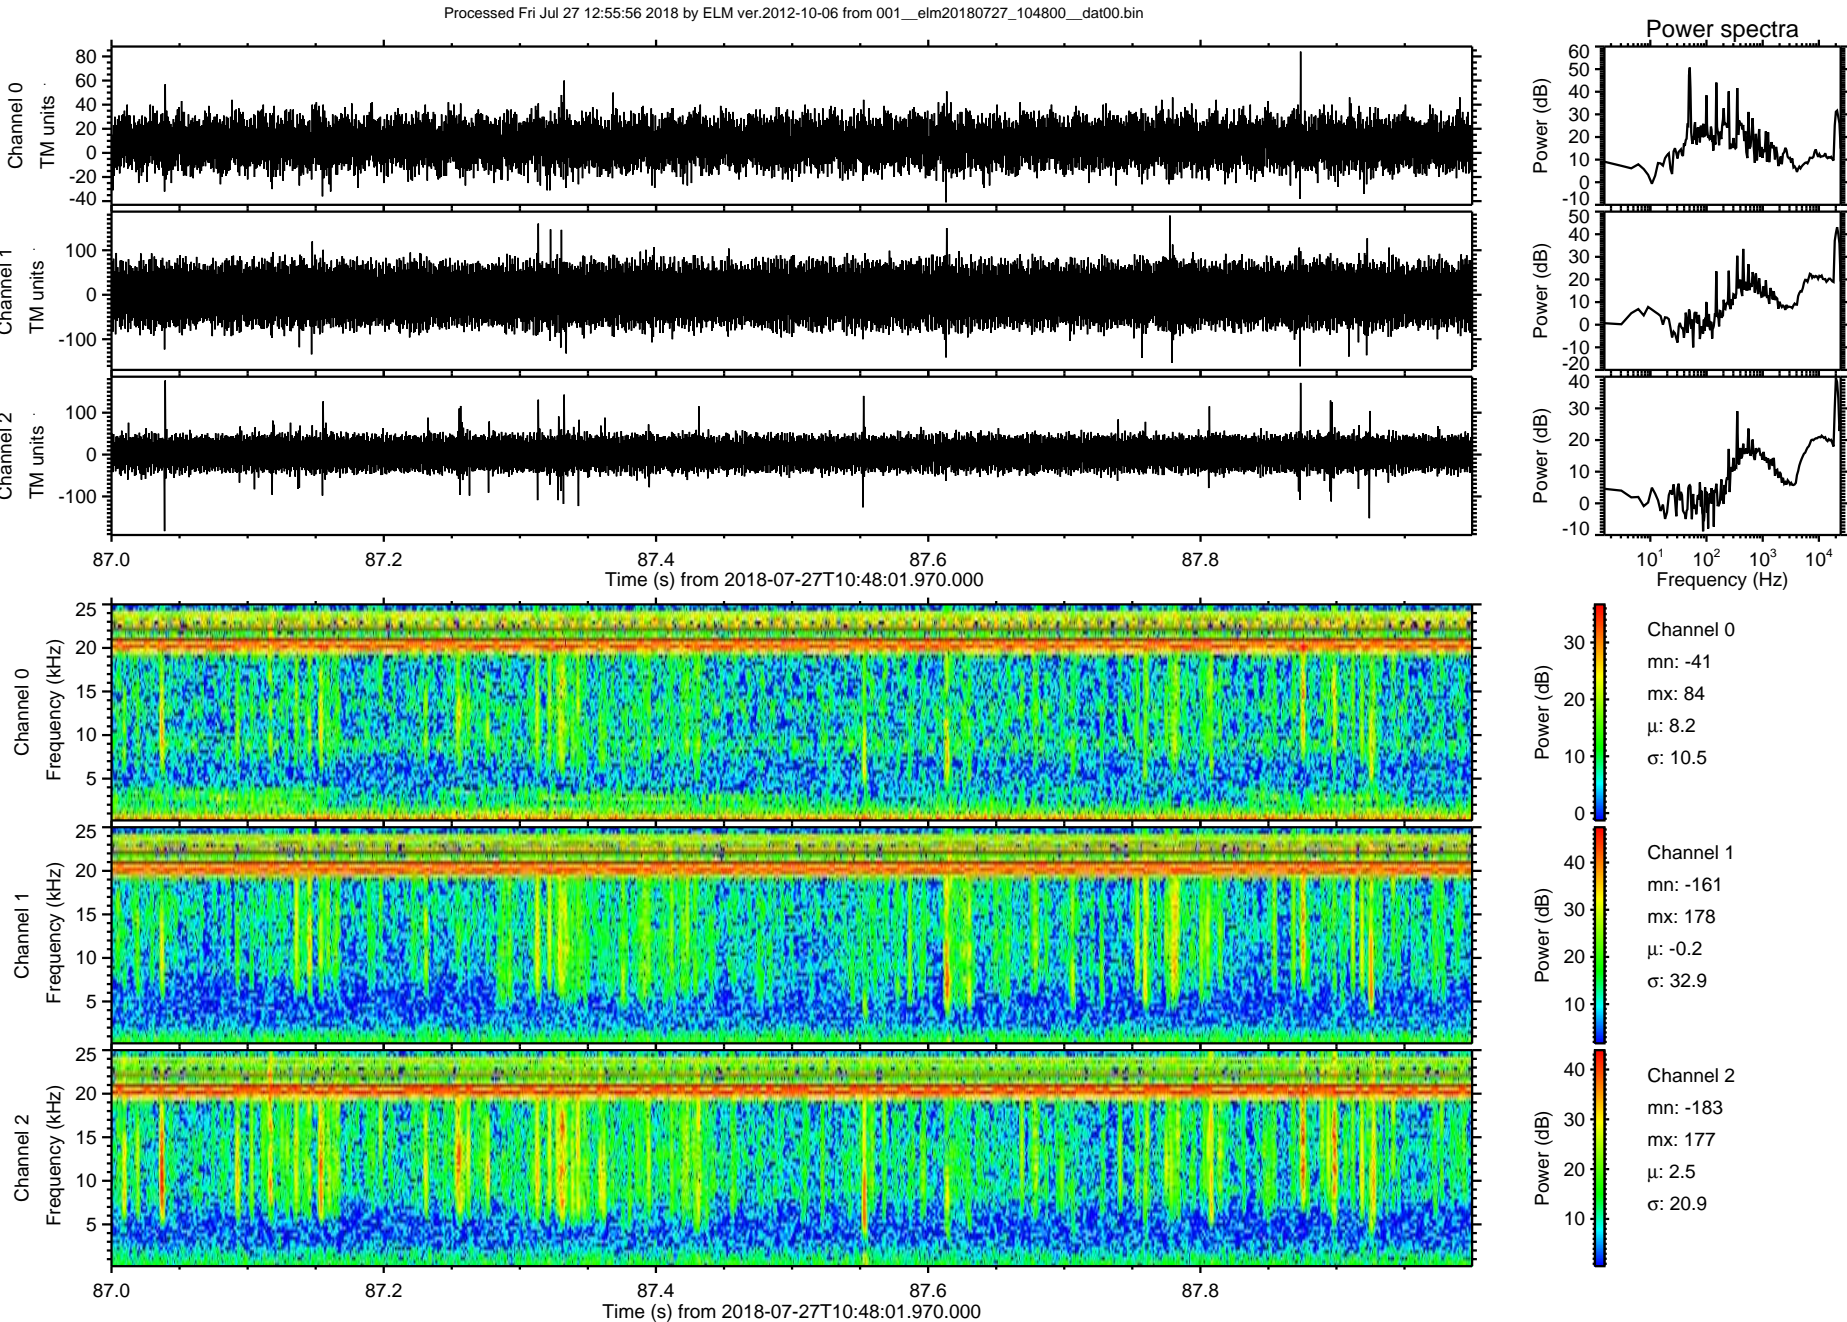 Processed Fri Jul 27 12:55:56 2018 by ELM ver.2012-10-06 from 001__elm20180727_104800__dat00.bin
Power spectra
Channel 0
TM units
80
60
40
20
0
-20
-40
Power (dB)
60
50
40
30
20
10
0
-10
Channel 1
TM units
100
0
-100
Power (dB)
50
40
30
20
10
0
-10
-20
Channel 2
TM units
100
0
-100
Power (dB)
40
30
20
10
0
-10
87.0 87.2 87.4 87.6 87.8
Time (s) from 2018-07-27T10:48:01.970.000
10¹ 10² 10³ 10⁴
Frequency (Hz)
Channel 0
Frequency (kHz)
25
20
15
10
5
Power (dB)
30
20
10
0
Channel 0
mn: -41
mx: 84
μ: 8.2
σ: 10.5
Channel 1
Frequency (kHz)
25
20
15
10
5
Power (dB)
40
30
20
10
Channel 1
mn: -161
mx: 178
μ: -0.2
σ: 32.9
Channel 2
Frequency (kHz)
25
20
15
10
5
Power (dB)
40
30
20
10
Channel 2
mn: -183
mx: 177
μ: 2.5
σ: 20.9
87.0 87.2 87.4 87.6 87.8
Time (s) from 2018-07-27T10:48:01.970.000